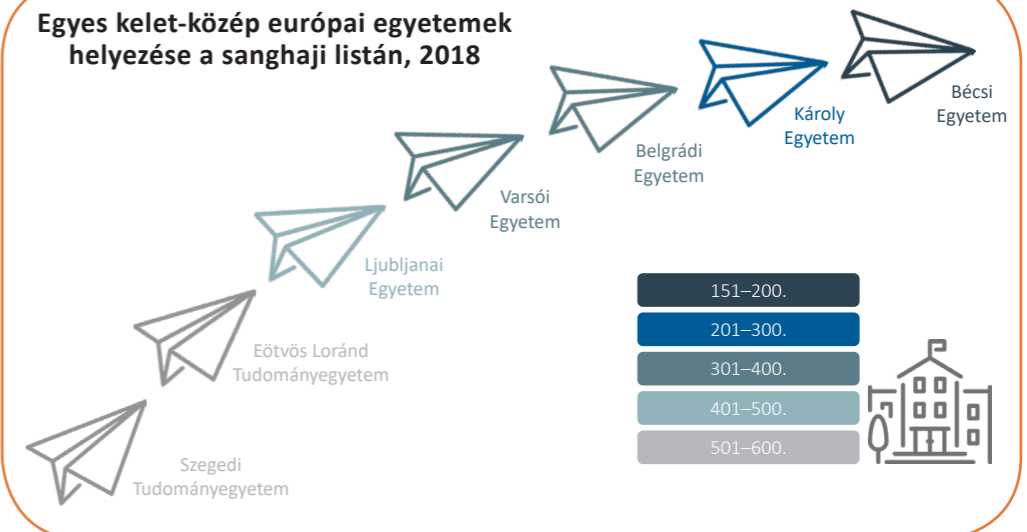 Egyes kelet-közép európai egyetemek
helyezése a sanghaji listán, 2018
Bécsi
Egyetem
Károly
Egyetem
Belgrádi
Egyetem
Varsói
Egyetem
Ljubljanai
Egyetem
Eötvös Loránd
Tudományegyetem
Szegedi
Tudományegyetem
151–200.
201–300.
301–400.
401–500.
501–600.